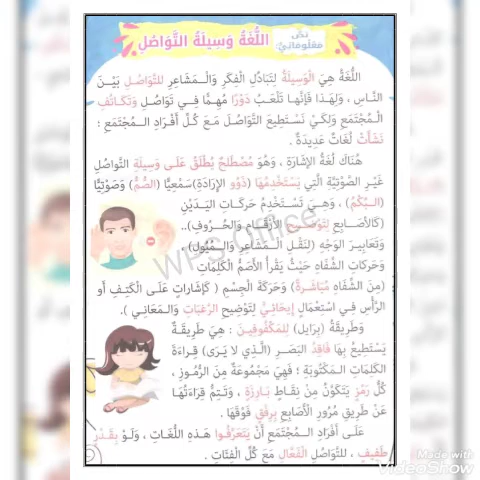 نَمِّي مَعْلُومَاتِي:
اللُّغَةُ وَسِيلَةُ التَّوَاصُلِ
اللُّغَةُ هِيَ الْوَسِيلَةُ لِتَبَادُلِ الْفِكَرِ وَالْمَشَاعِرِ لِلتَّوَاصُلِ بَيْنَ
النَّاسِ ، وَلِهَذَا فَإِنَّهَا تَلْعَبُ دَوْرًا مُهِمًّا فِي تَوَاصُلِ وَتَكَاتُفِ
الْمُجْتَمَعِ وَلِكَيْ نَسْتَطِيعَ التَّوَاصُلَ مَعَ كُلِّ أَفْرَادِ الْمُجْتَمَعِ :
نَشَأَتْ لُغَاتٌ عَدِيدَةٌ .
هُنَاكَ لُغَةُ الْإِشَارَةِ ، وَهُوَ مُصْطَلَحٌ يُطْلَقُ عَلَى وَسِيلَةِ التَّوَاصُلِ
غَيْرِ الصَّوْتِيَّةِ الَّتِي يَسْتَخْدِمُهَا (ذَوُو الْإِرَادَةِ) سَمْعِيًّا (الصُّمُّ) وَصَوْتِيًّا
(الْبُكْمُ) ، وَهِيَ تَسْتَخْدِمُ حَرَكَاتِ الْيَدَيْنِ
(كَالْأَصَابِعِ لِتَوْضِيحِ الْأَرْقَامِ وَالْحُرُوفِ)..
وَتَعَابِيرِ الْوَجْهِ (لِنَقْلِ الْمَشَاعِرِ وَالْمُيُولِ) ،
وَحَرَكَاتِ الشِّفَاهِ حَيْثُ يَقْرَأُ الْأَصَمُّ الْكَلِمَاتِ
(مِنَ الشِّفَاهِ مُبَاشَرَةً) وَحَرَكَةَ الْجِسْمِ ( كَإِشَارَاتٍ عَلَى الْكَتِفِ أَوِ
الرَّأْسِ فِي اسْتِعْمَالٍ إِيحَائِيٍّ لِتَوْضِيحِ الرَّغَبَاتِ وَالْمَعَانِي ) .
وَطَرِيقَةُ (بِرَايِل) لِلْمَكْفُوفِينَ : هِيَ طَرِيقَةٌ
يَسْتَطِيعُ بِهَا فَاقِدُ الْبَصَرِ (الَّذِي لَا يَرَى) قِرَاءَةَ
الْكَلِمَاتِ الْمَكْتُوبَةِ ؛ فَهِيَ مَجْمُوعَةٌ مِنَ الرُّمُوزِ ،
كُلُّ رَمْزٍ يَتَكَوَّنُ مِنْ نِقَاطٍ بَارِزَةٍ ، وَتَتِمُّ قِرَاءَتُهَا
عَنْ طَرِيقِ مُرُورِ الْأَصَابِعِ بِرِفْقٍ فَوْقَهَا .
عَلَى أَفْرَادِ الْمُجْتَمَعِ أَنْ يَتَعَرَّفُوا هَذِهِ اللُّغَاتِ ، وَلَوْ بِقَدْرٍ
طَفِيفٍ ، لِلتَّوَاصُلِ الْفَعَّالِ مَعَ كُلِّ الْفِئَاتِ .
WPS Office
Made with
VideoShow